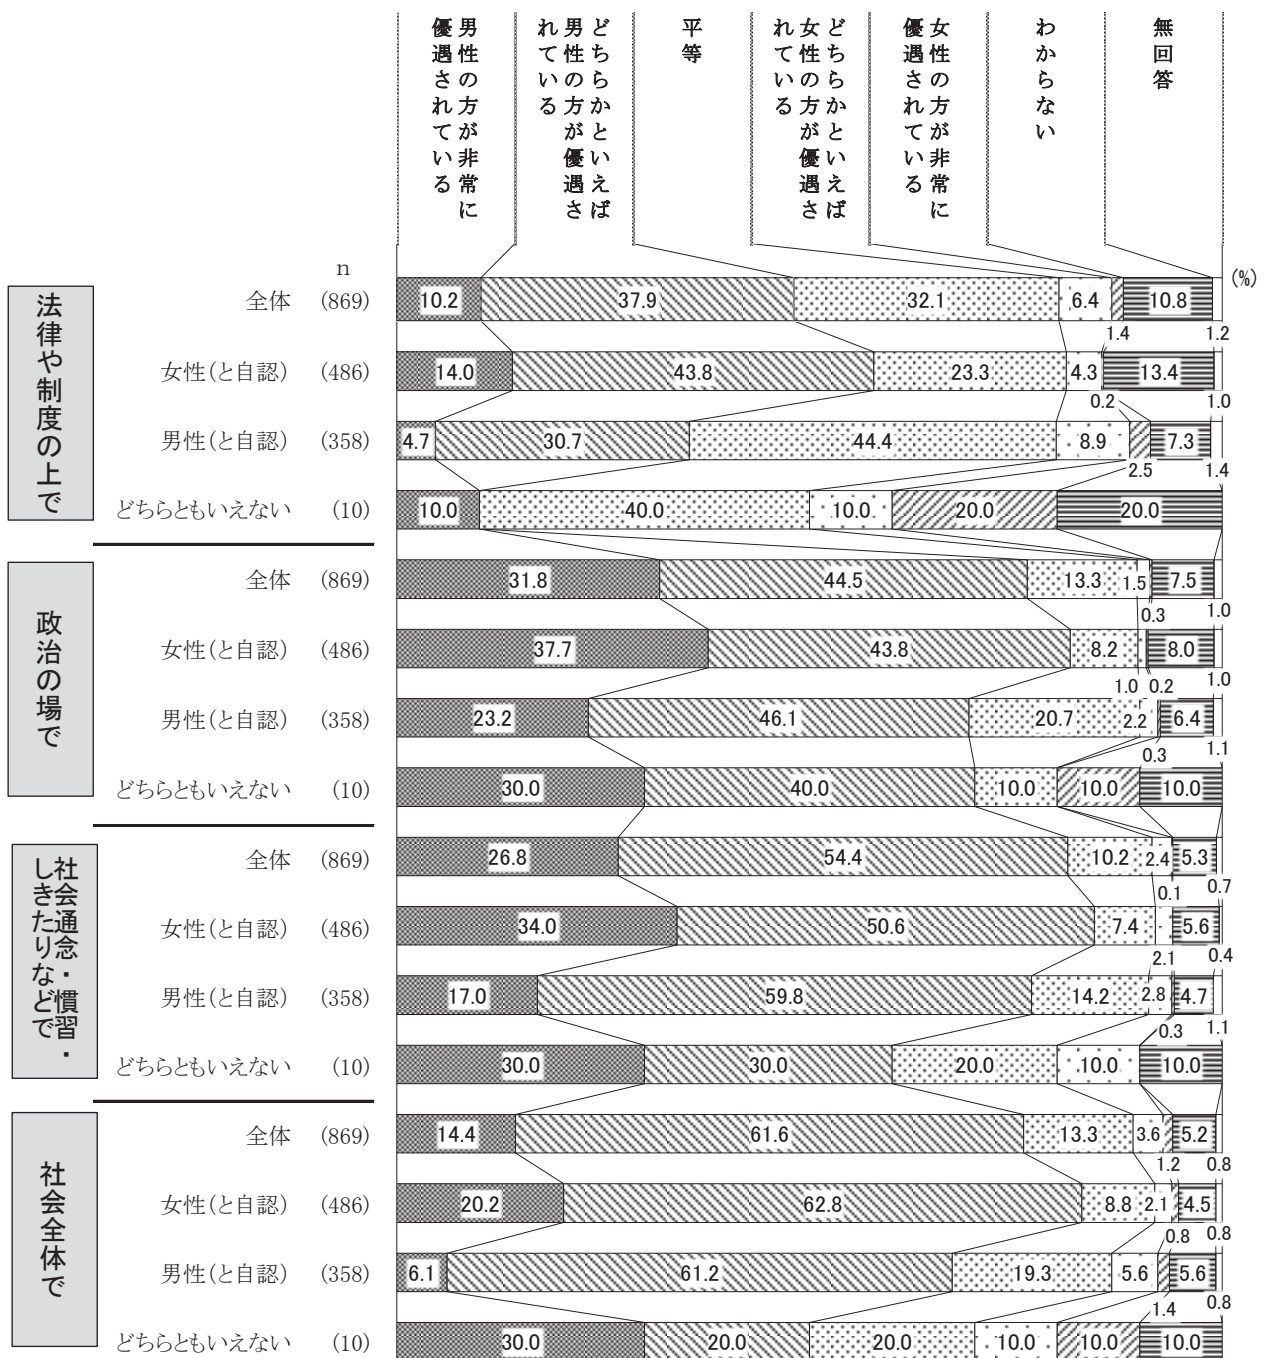 男性の方が非常に
優遇されている
どちらかといえば
男性の方が優遇さ
れている
平等
どちらかといえば
女性の方が優遇さ
れている
女性の方が非常に
優遇されている
わからない
無回答
n
(%)
法律や制度の上で
全体 (869) 10.2 37.9 32.1 6.4 10.8
1.4 1.2
女性(と自認) (486) 14.0 43.8 23.3 4.3 13.4
0.2 1.0
男性(と自認) (358) 4.7 30.7 44.4 8.9 7.3
2.5 1.4
どちらともいえない (10) 10.0 40.0 10.0 20.0 20.0
政治の場で
全体 (869) 31.8 44.5 13.3 1.5 7.5
0.3 1.0
女性(と自認) (486) 37.7 43.8 8.2 8.0
1.0 0.2 1.0
男性(と自認) (358) 23.2 46.1 20.7 2.2 6.4
0.3 1.1
どちらともいえない (10) 30.0 40.0 10.0 10.0 10.0
社会通念・慣習・
しきたりなどで
全体 (869) 26.8 54.4 10.2 2.4 5.3
0.1 0.7
女性(と自認) (486) 34.0 50.6 7.4 5.6
2.1 0.4
男性(と自認) (358) 17.0 59.8 14.2 2.8 4.7
0.3 1.1
どちらともいえない (10) 30.0 30.0 20.0 10.0 10.0
社会全体で
全体 (869) 14.4 61.6 13.3 3.6 5.2
1.2 0.8
女性(と自認) (486) 20.2 62.8 8.8 2.1 4.5
0.8 0.8
男性(と自認) (358) 6.1 61.2 19.3 5.6 5.6
1.4 0.8
どちらともいえない (10) 30.0 20.0 20.0 10.0 10.0 10.0